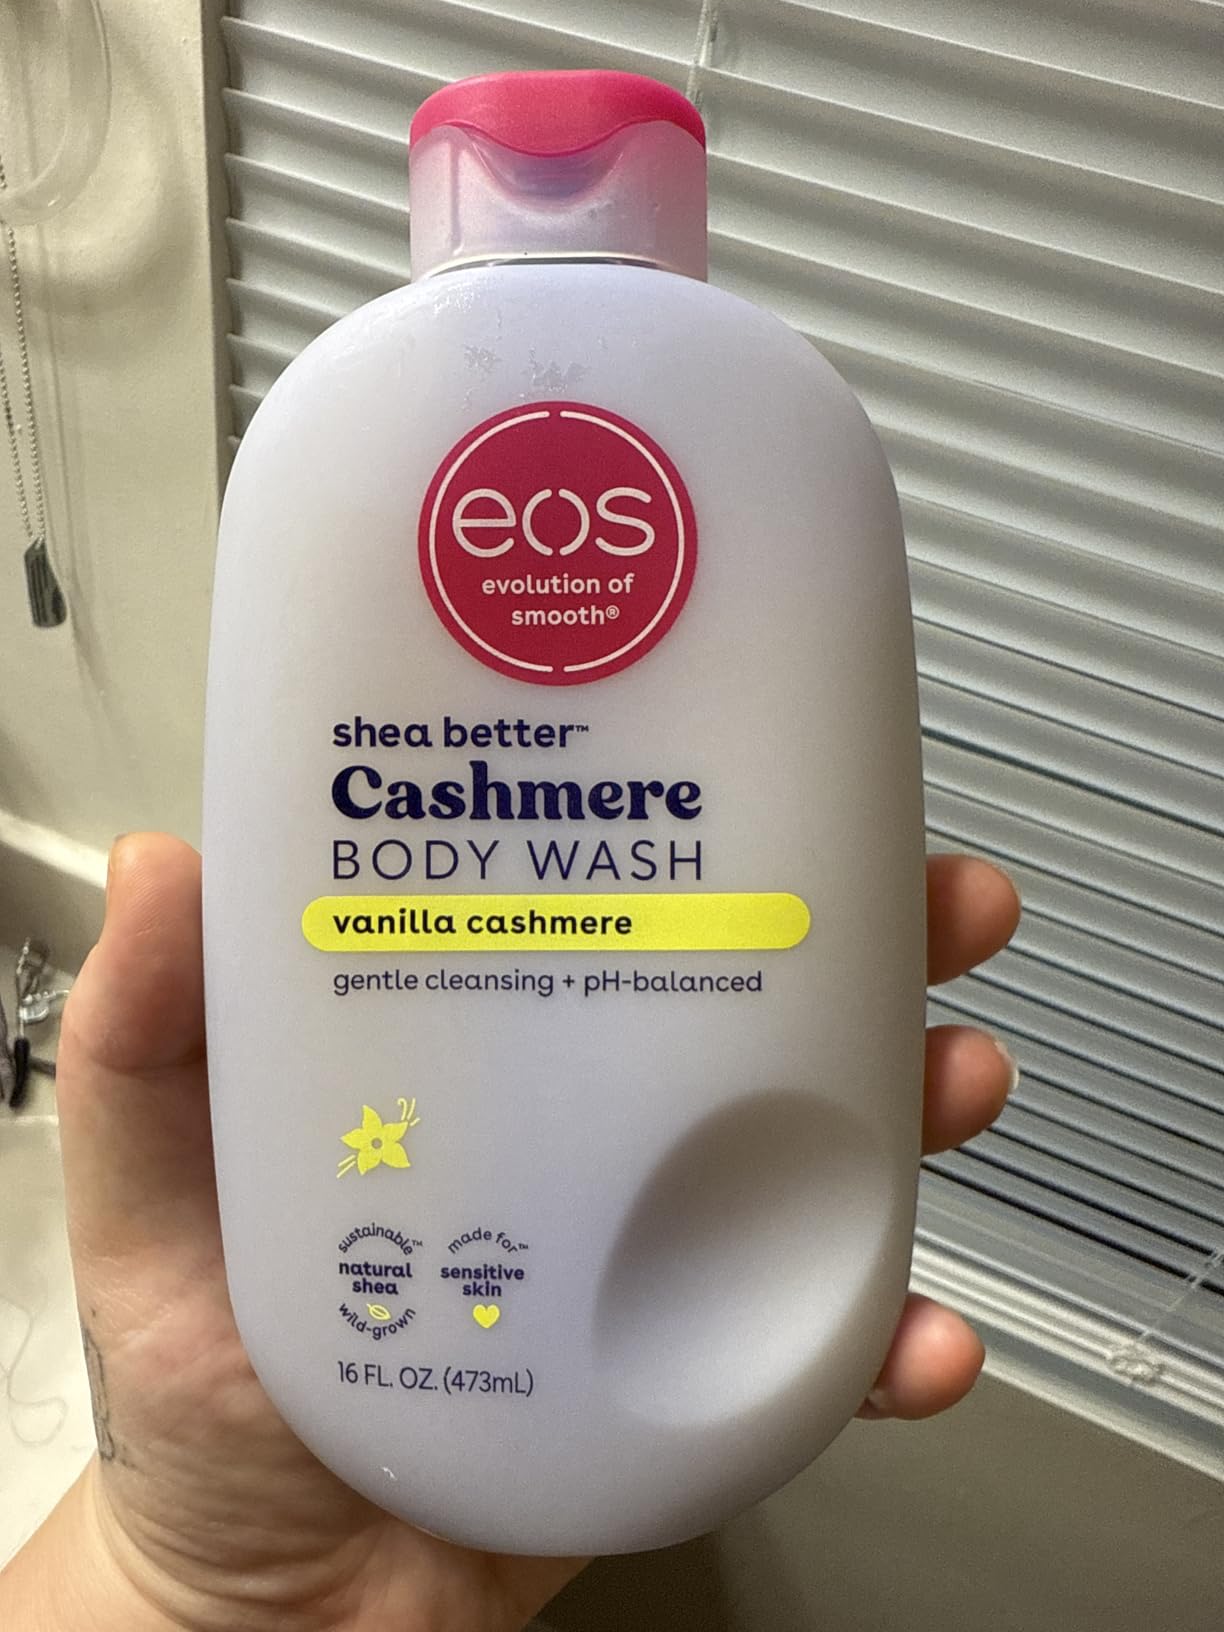 eos
evolution of
smooth®
shea better™
Cashmere
BODY WASH
vanilla cashmere
gentle cleansing + pH-balanced
sustainable™
natural
shea
wild-grown
made for™
sensitive
skin
16 FL. OZ. (473mL)